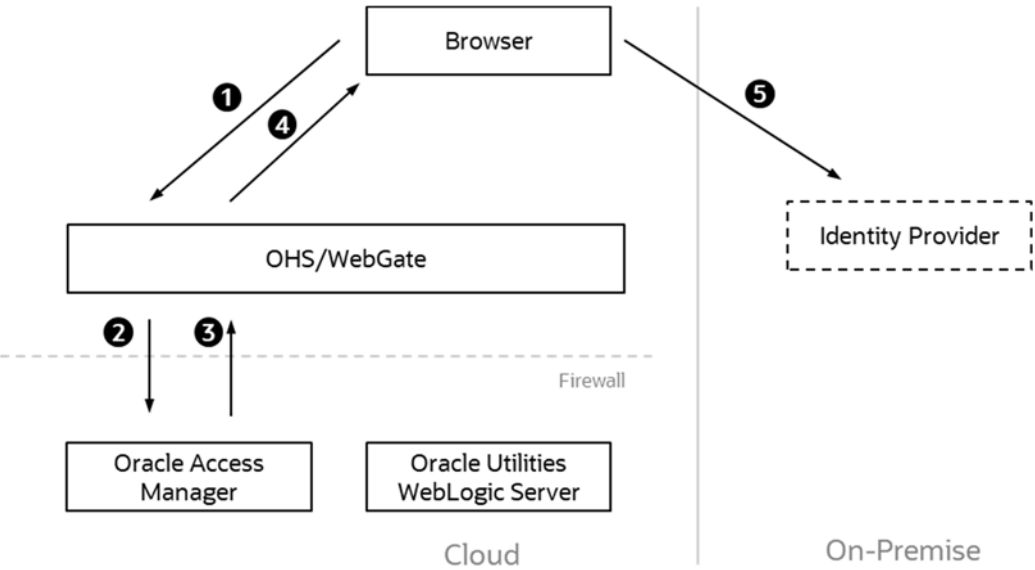 Browser
1
4
5
Identity Provider
OHS/WebGate
2
3
Firewall
Oracle Access
Manager
Oracle Utilities
WebLogic Server
Cloud
On-Premise